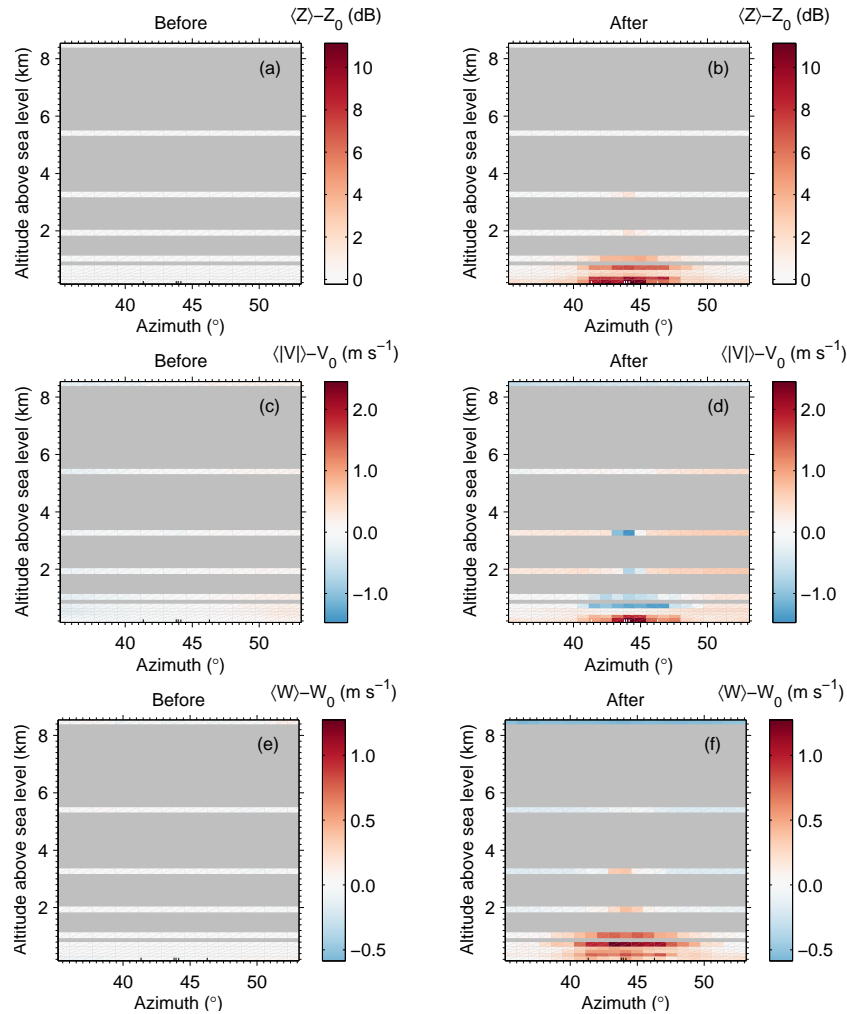 Before ⟨Z⟩−Z0 (dB)
Altitude above sea level (km)
8
6
4
2
(a)
10
8
6
4
2
0
40 45 50
Azimuth (°)
After ⟨Z⟩−Z0 (dB)
Altitude above sea level (km)
8
6
4
2
(b)
10
8
6
4
2
0
40 45 50
Azimuth (°)
Before ⟨|V|⟩−V0 (m s−1)
Altitude above sea level (km)
8
6
4
2
(c)
2.0
1.0
0.0
−1.0
40 45 50
Azimuth (°)
After ⟨|V|⟩−V0 (m s−1)
Altitude above sea level (km)
8
6
4
2
(d)
2.0
1.0
0.0
−1.0
40 45 50
Azimuth (°)
Before ⟨W⟩−W0 (m s−1)
Altitude above sea level (km)
8
6
4
2
(e)
1.0
0.5
0.0
−0.5
40 45 50
Azimuth (°)
After ⟨W⟩−W0 (m s−1)
Altitude above sea level (km)
8
6
4
2
(f)
1.0
0.5
0.0
−0.5
40 45 50
Azimuth (°)